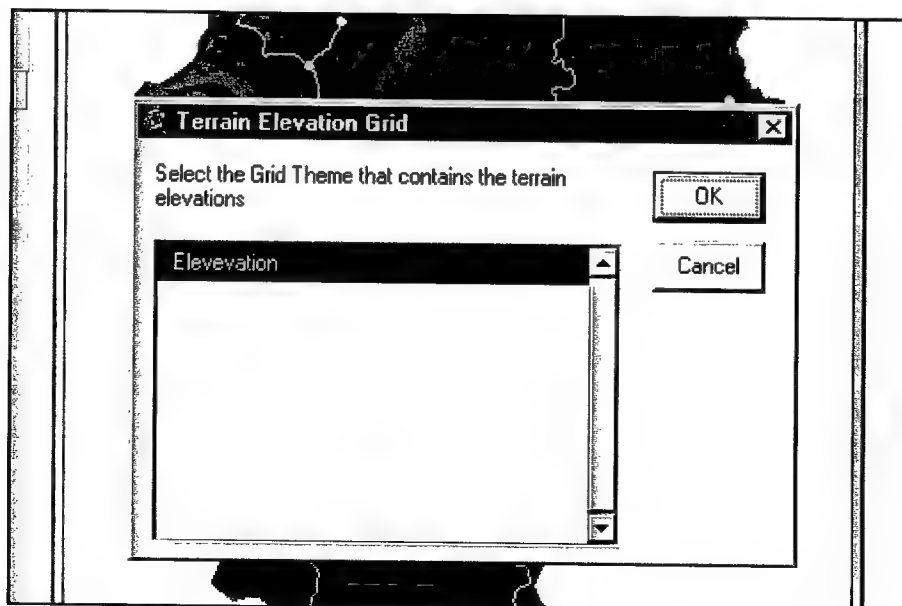 Terrain Elevation Grid
Select the Grid Theme that contains the terrain
elevations
OK
Elevevation
Cancel